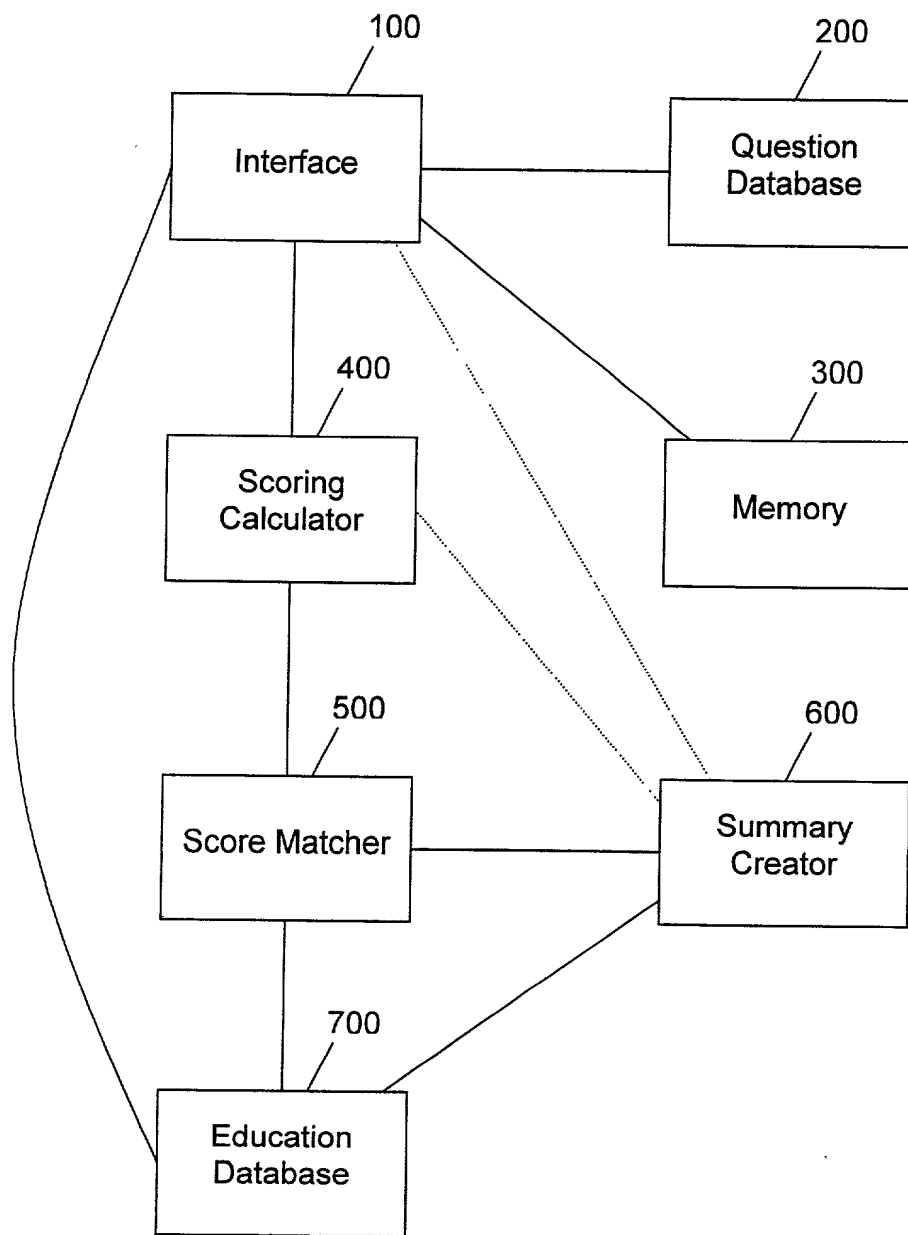 100
200
Interface
Question
Database
400
300
Scoring
Calculator
Memory
500
600
Score Matcher
Summary
Creator
700
Education
Database